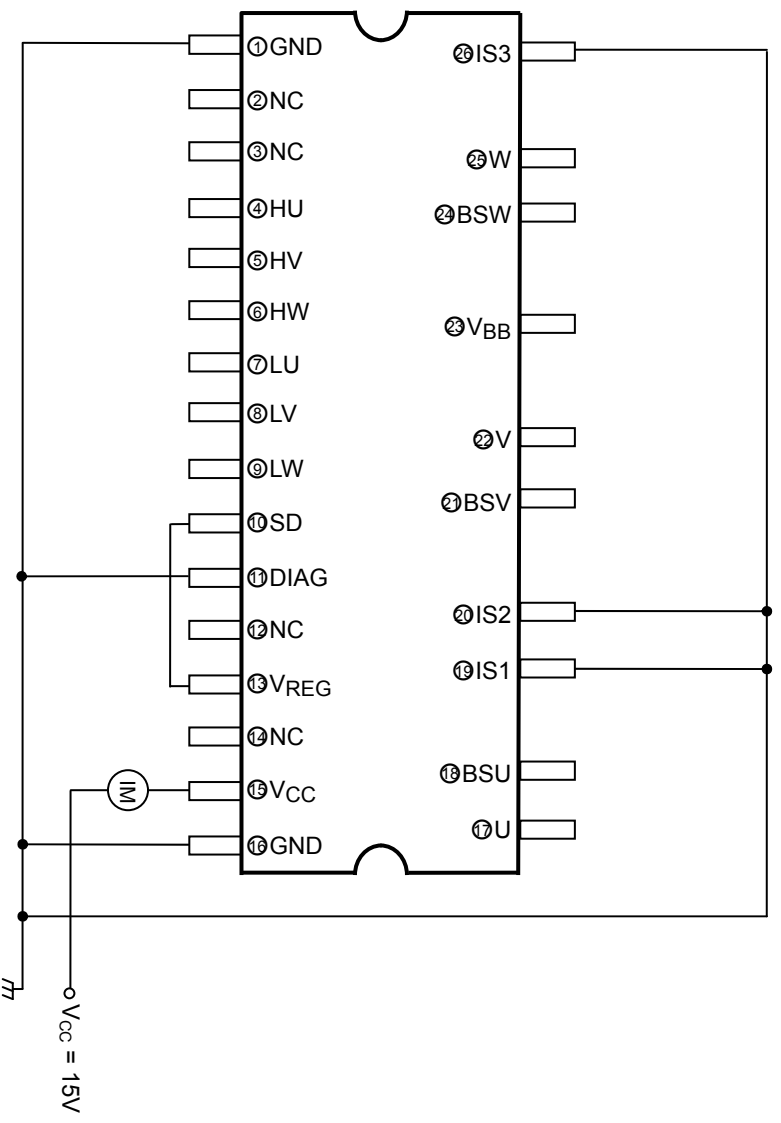 ①GND
②NC
③NC
④HU
⑤HV
⑥HW
⑦LU
⑧LV
⑨LW
⑩SD
⑪DIAG
⑫NC
⑬VREG
⑭NC
⑮VCC
⑯GND
㉖IS3
㉕W
㉔BSW
㉓VBB
㉒V
㉑BSV
⑳IS2
⑲IS1
⑱BSU
⑰U
IM
VCC = 15V